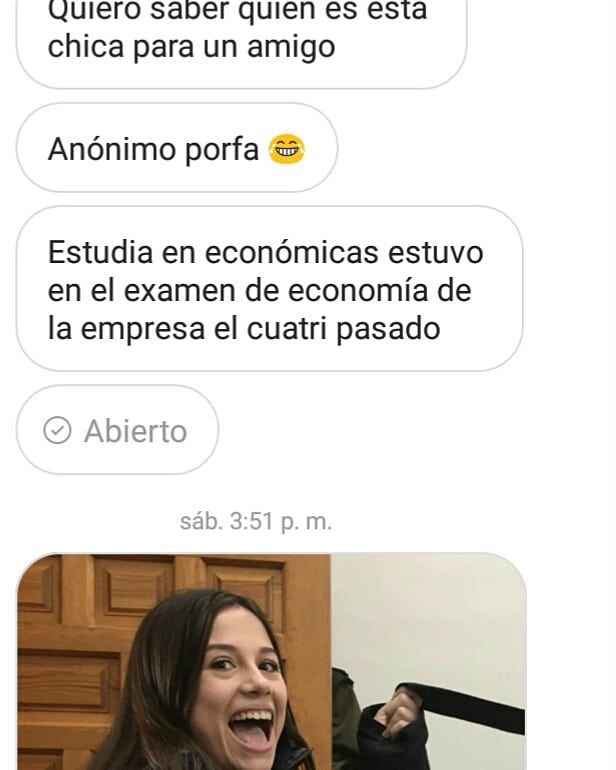 Quiero saber quién es esta
chica para un amigo
Anónimo porfa 😂
Estudia en económicas estuvo
en el examen de economía de
la empresa el cuatri pasado
Abierto
sáb. 3:51 p. m.